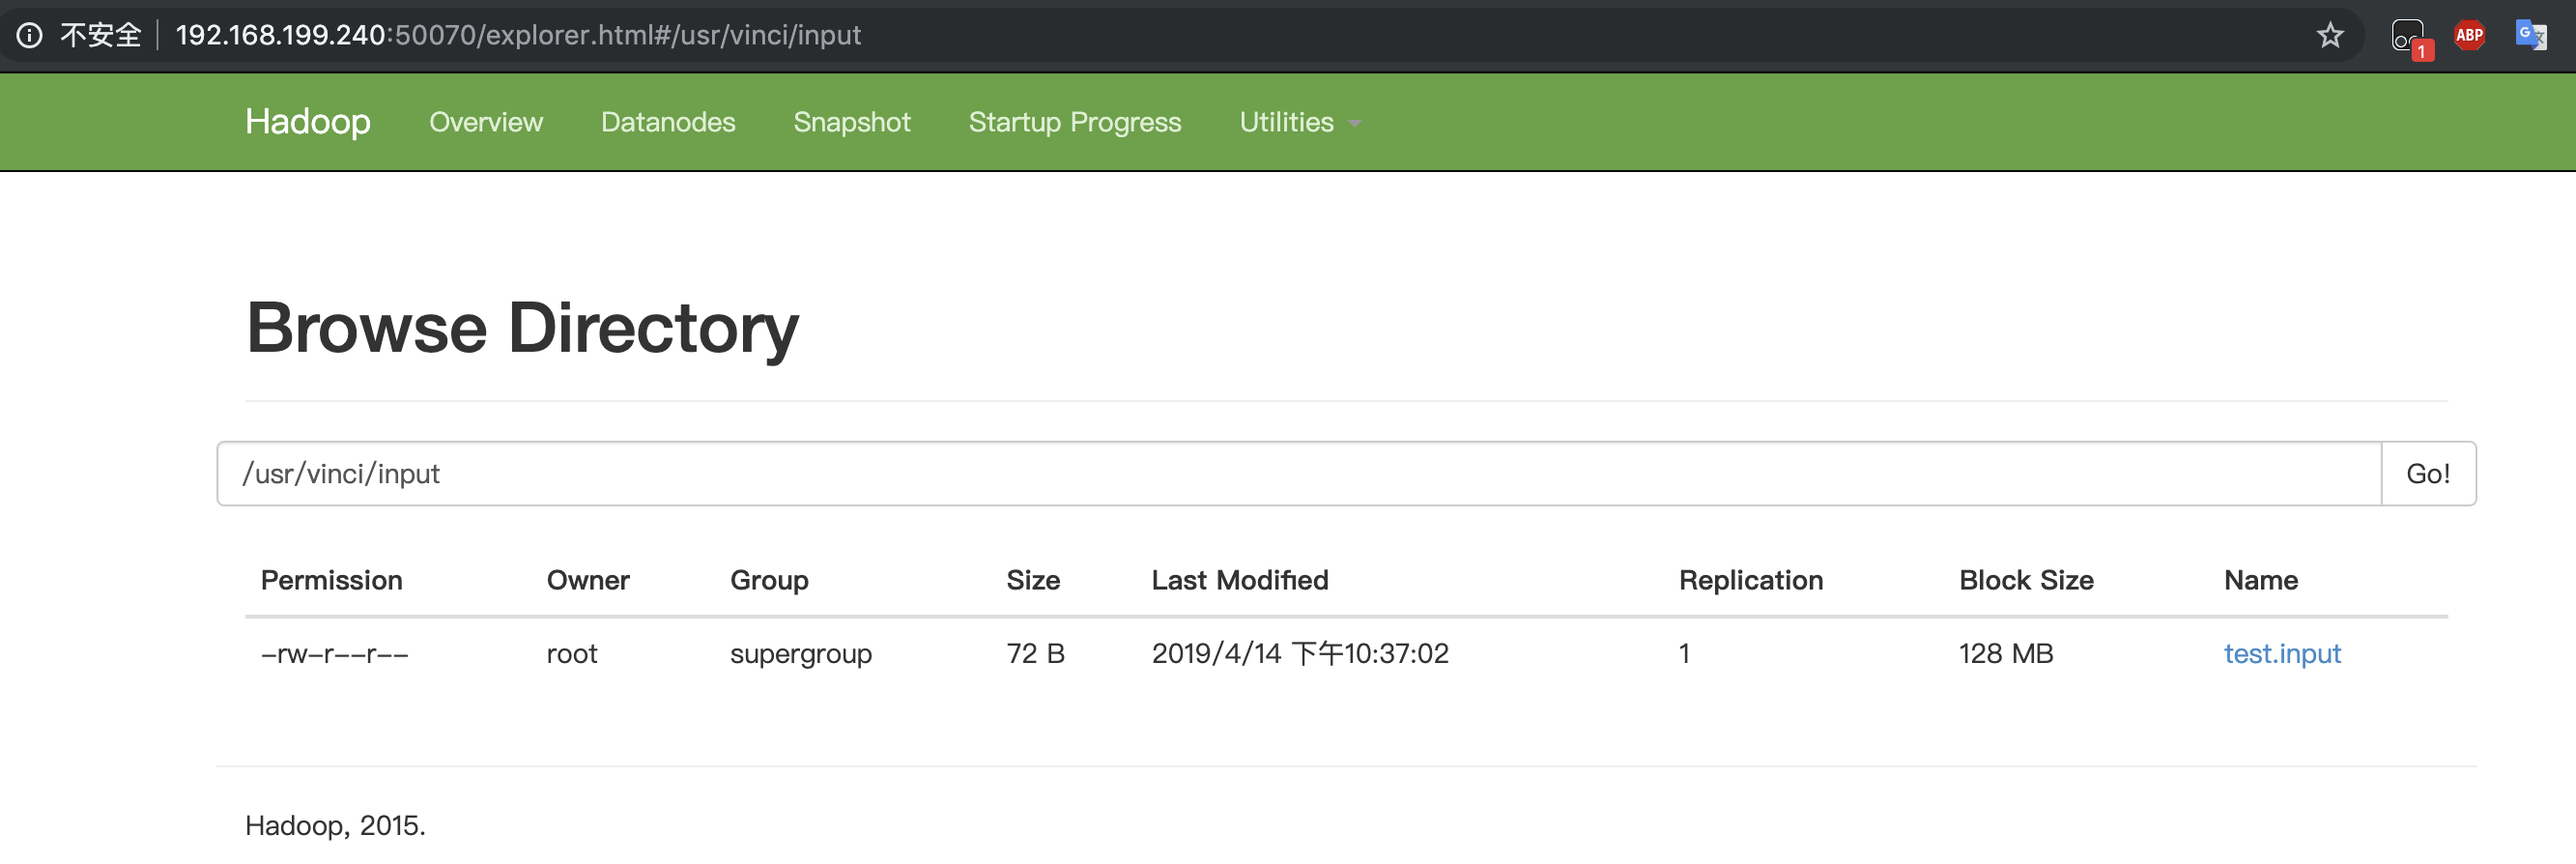 不安全 192.168.199.240:50070/explorer.html#/usr/vinci/input 1 ABP G 文
Hadoop Overview Datanodes Snapshot Startup Progress Utilities
Browse Directory
/usr/vinci/input Go!
Permission Owner Group Size Last Modified Replication Block Size Name
-rw-r--r-- root supergroup 72 B 2019/4/14 下午10:37:02 1 128 MB test.input
Hadoop, 2015.